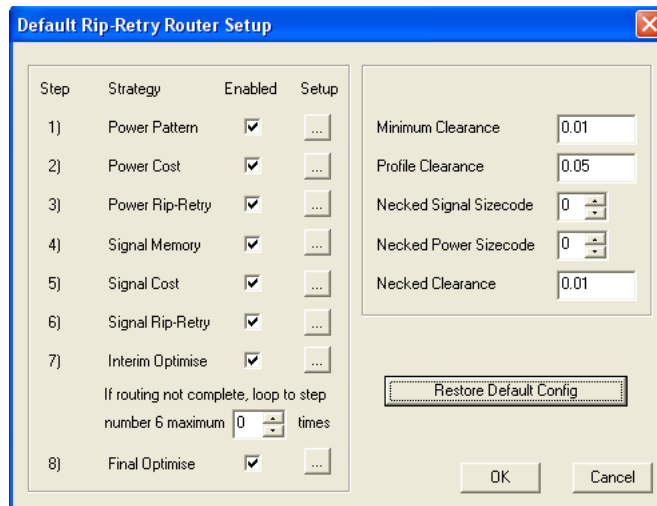 Default Rip-Retry Router Setup
Step Strategy Enabled Setup
1) Power Pattern ...
2) Power Cost ...
3) Power Rip-Retry ...
4) Signal Memory ...
5) Signal Cost ...
6) Signal Rip-Retry ...
7) Interim Optimise ...
If routing not complete, loop to step
number 6 maximum 0 times
8) Final Optimise ...
Minimum Clearance 0.01
Profile Clearance 0.05
Necked Signal Sizecode 0
Necked Power Sizecode 0
Necked Clearance 0.01
Restore Default Config
OK Cancel